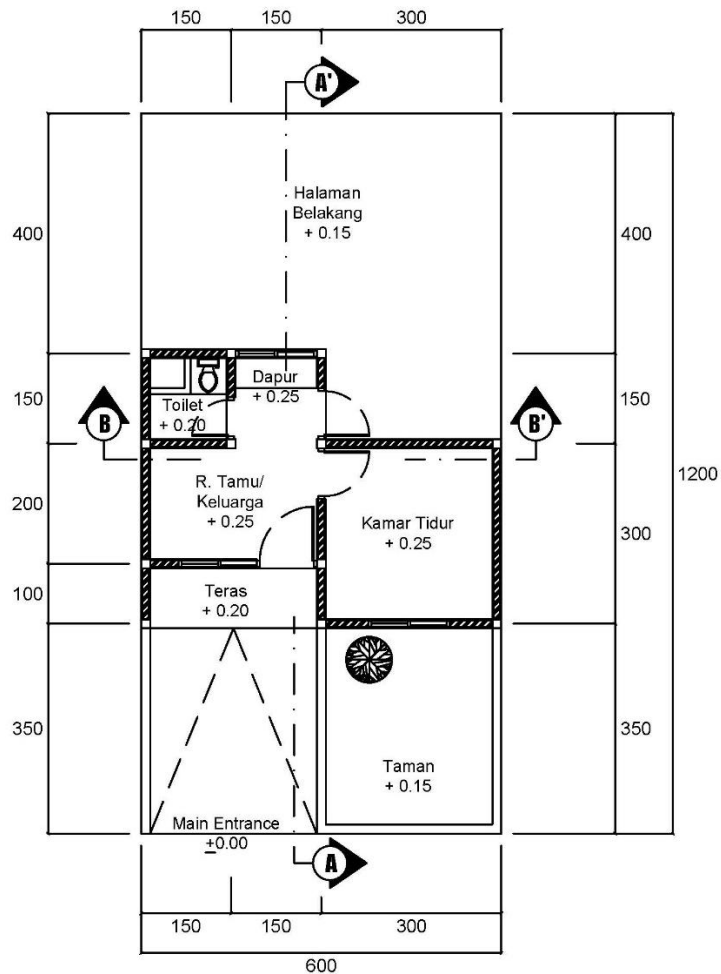 150
150
300
A'
Halaman
Belakang
+ 0.15
400
400
Dapur
+ 0.25
Toilet
+ 0.20
150
150
B
B'
R. Tamu/
Keluarga
+ 0.25
Kamar Tidur
+ 0.25
200
300
1200
Teras
+ 0.20
100
350
350
Taman
+ 0.15
Main Entrance
±0.00
A
150
150
300
600